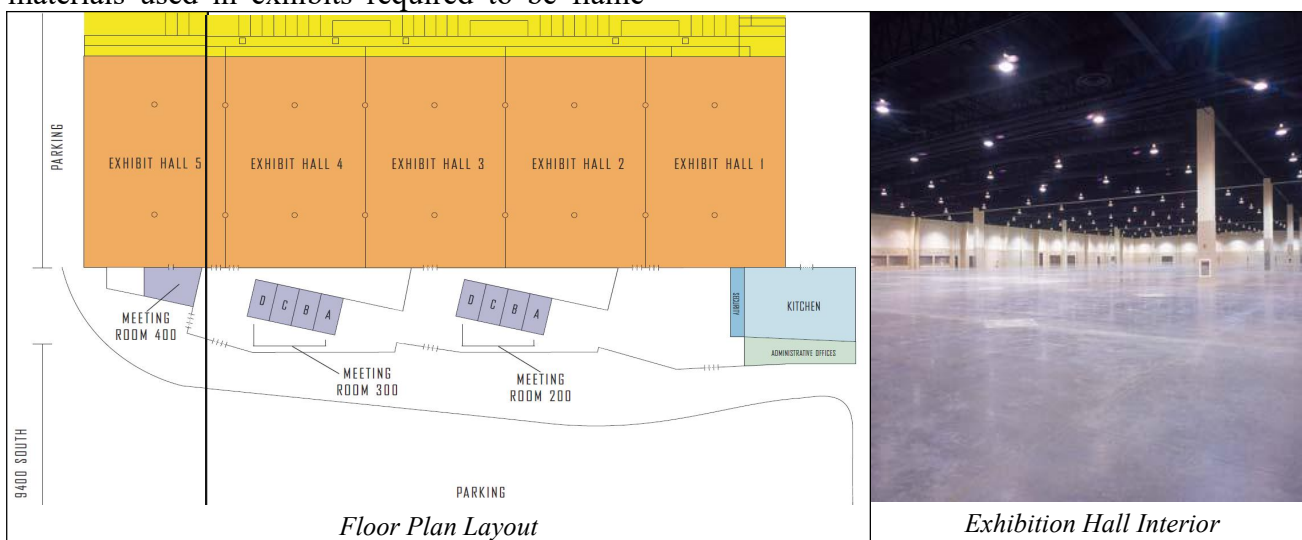 materials used in exhibits required to be flame
PARKING
EXHIBIT HALL 5
EXHIBIT HALL 4
EXHIBIT HALL 3
EXHIBIT HALL 2
EXHIBIT HALL 1
D C B A
D C B A
SECURITY
KITCHEN
ADMINISTRATIVE OFFICES
MEETING
ROOM 400
MEETING
ROOM 300
MEETING
ROOM 200
9400 SOUTH
PARKING
Floor Plan Layout
Exhibition Hall Interior